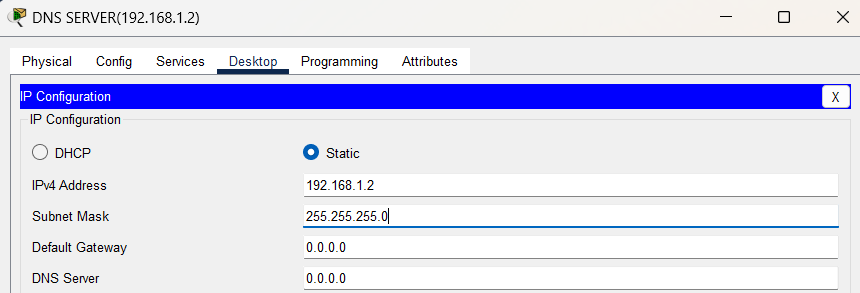 DNS SERVER(192.168.1.2)
Physical Config Services Desktop Programming Attributes
IP Configuration X
IP Configuration
DHCP Static
IPv4 Address 192.168.1.2
Subnet Mask 255.255.255.0
Default Gateway 0.0.0.0
DNS Server 0.0.0.0